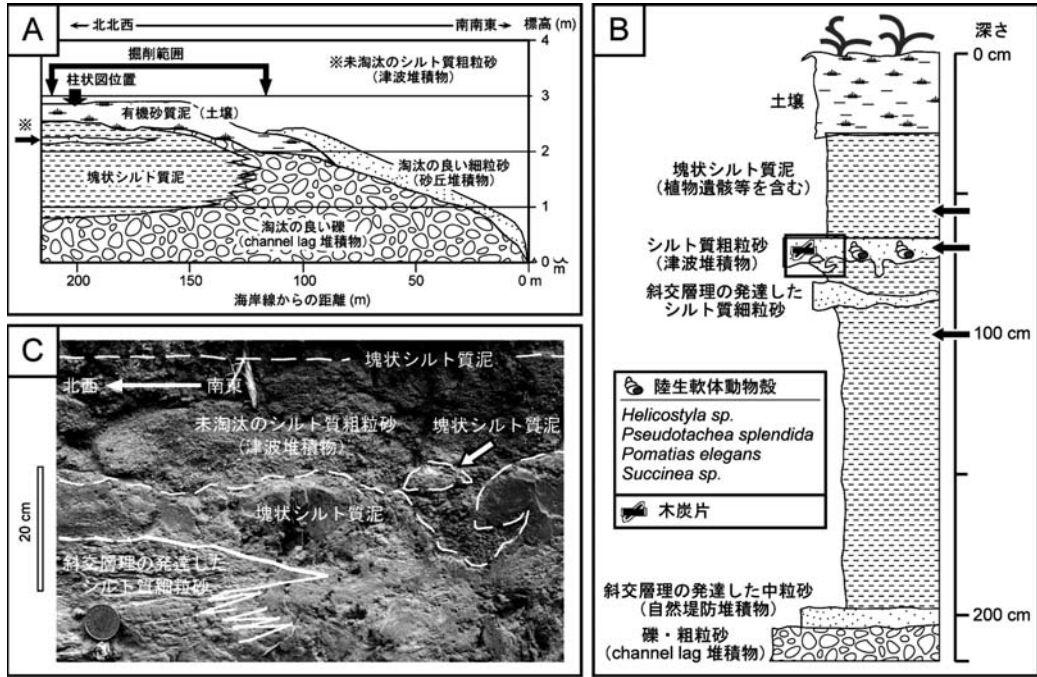 A
← 北北西
南南東 →
標高 (m)
掘削範囲
※未淘汰のシルト質粗粒砂
(津波堆積物)
柱状図位置
有機砂質泥(土壌)
※
塊状シルト質泥
淘汰の良い細粒砂
(砂丘堆積物)
淘汰の良い礫
(channel lag 堆積物)
4
3
2
1
0
m
200
150
100
50
0 m
海岸線からの距離 (m)
B
深さ
0 cm
土壌
塊状シルト質泥
(植物遺骸等を含む)
シルト質粗粒砂
(津波堆積物)
斜交層理の発達した
シルト質細粒砂
100 cm
陸生軟体動物殻
Helicostyla sp.
Pseudotachea splendida
Pomatias elegans
Succinea sp.
木炭片
斜交層理の発達した中粒砂
(自然堤防堆積物)
200 cm
礫・粗粒砂
(channel lag 堆積物)
C
塊状シルト質泥
北西
南東
未淘汰のシルト質粗粒砂
(津波堆積物)
塊状シルト質泥
塊状シルト質泥
斜交層理の発達した
シルト質細粒砂
20 cm